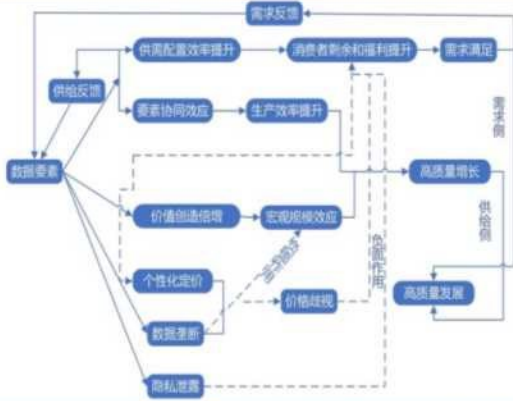 需求反馈
供需配置效率提升
消费者剩余和福利提升
需求满足
供给反馈
要素协同效应
生产效率提升
需求侧
数据要素
高质量增长
价值创造倍增
宏观规模效应
供给侧
负面作用
个性化定价
价格歧视
高质量发展
数据垄断
隐私泄露